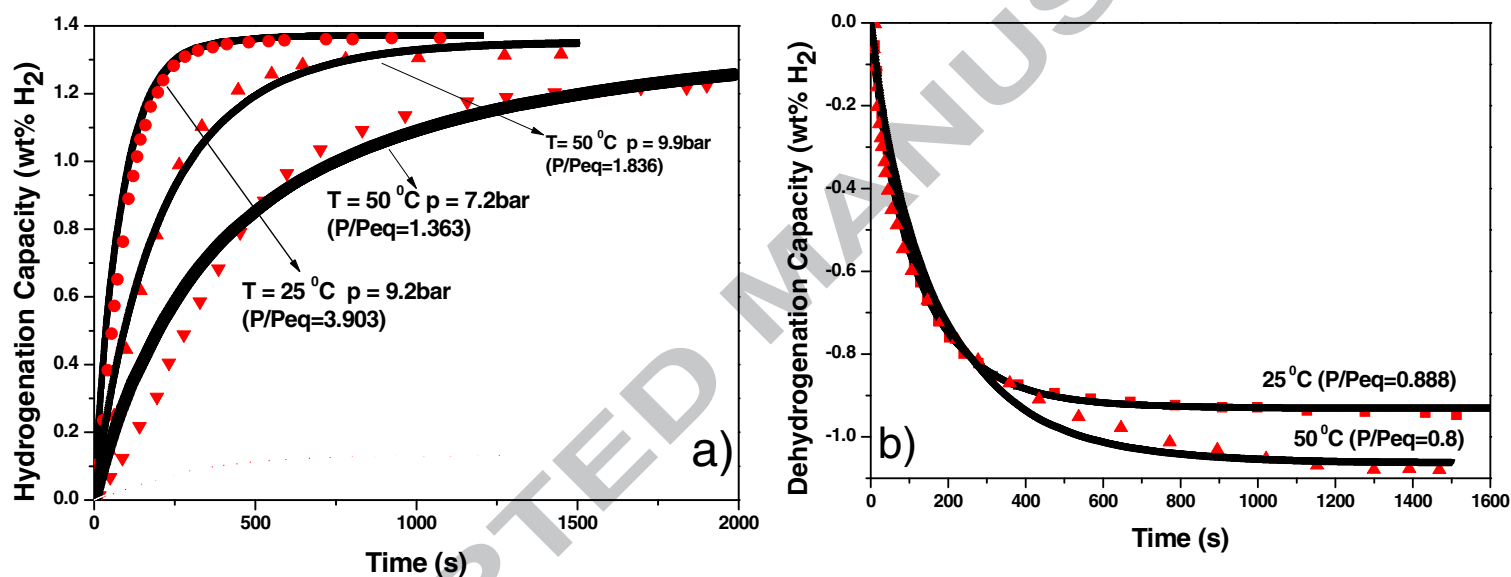 Hydrogenation Capacity (wt% H2)
1.4
1.2
1.0
0.8
0.6
0.4
0.2
0.0
T= 50 ⁰C p = 9.9bar
(P/Peq=1.836)
T = 50 ⁰C p = 7.2bar
(P/Peq=1.363)
T = 25 ⁰C p = 9.2bar
(P/Peq=3.903)
a)
0
500
1000
1500
2000
Time (s)
Dehydrogenation Capacity (wt% H2)
0.0
-0.2
-0.4
-0.6
-0.8
-1.0
25 ⁰C (P/Peq=0.888)
50 ⁰C (P/Peq=0.8)
b)
0
200
400
600
800
1000
1200
1400
1600
Time (s)
PTED MANUS